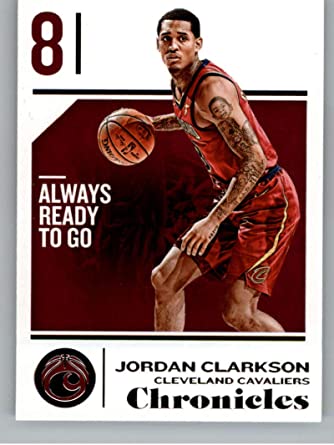 8
ALWAYS
READY
TO GO
JORDAN CLARKSON
CLEVELAND CAVALIERS
Chronicles